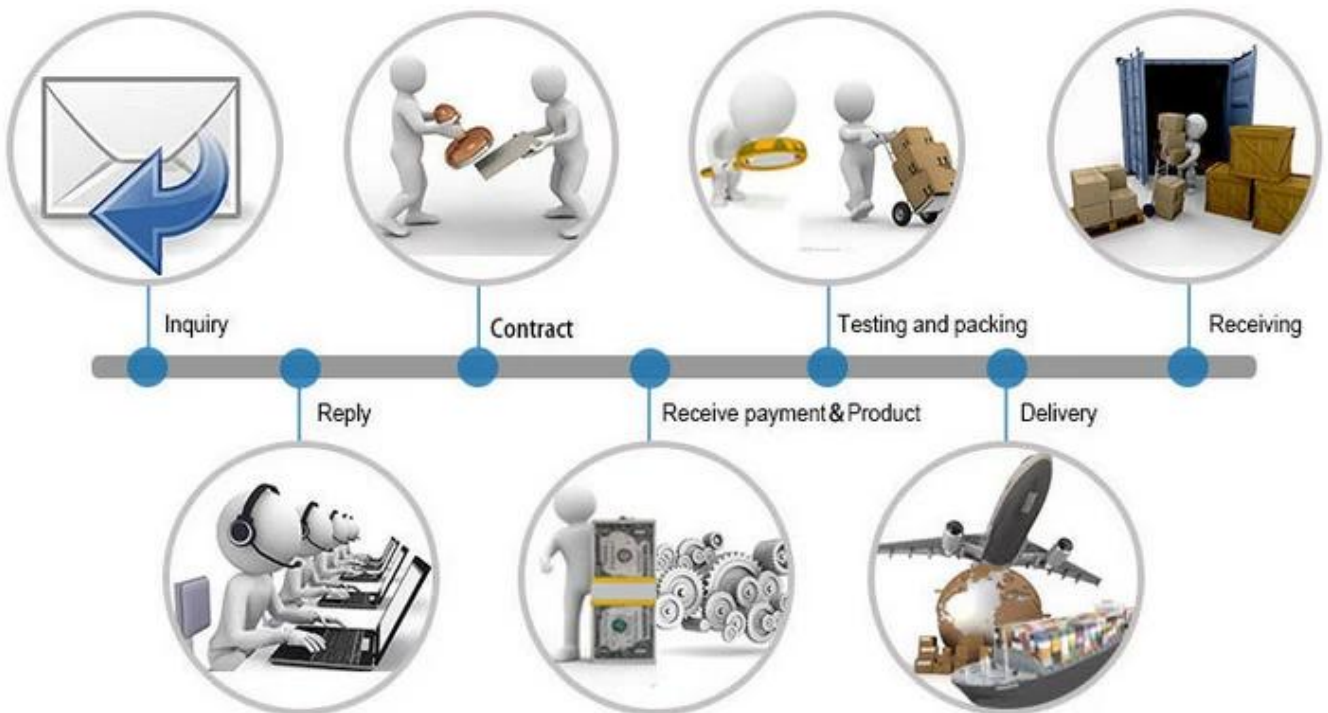 Inquiry
Reply
Contract
Receive payment & Product
Testing and packing
Delivery
Receiving